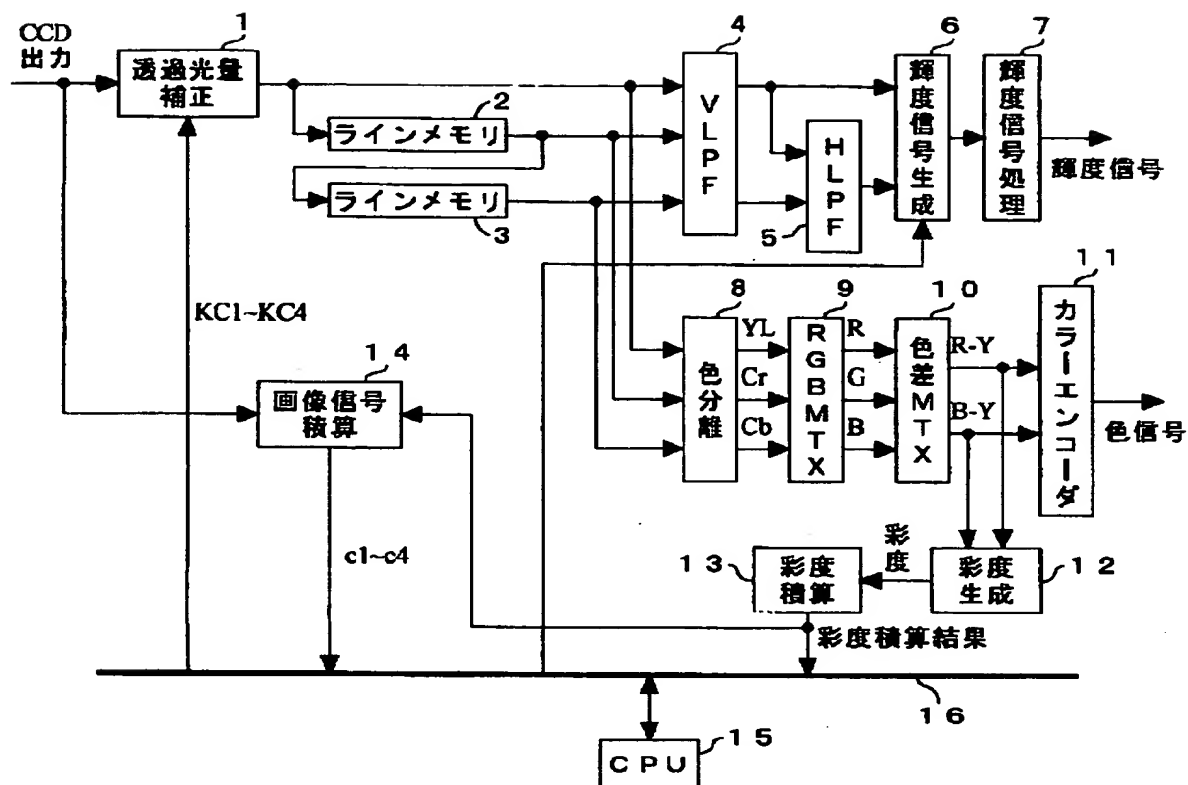 CCD
出力
1
透過光量
補正
2
ラインメモリ
ラインメモリ
3
4
VLPF
HLPF
5
6
輝度信号生成
7
輝度信号処理
輝度信号
KC1~KC4
14
画像信号
積算
c1~c4
8
色分離
YL
Cr
Cb
9
RGBMTX
R
G
B
10
色差MTX
R-Y
B-Y
11
カラーエンコーダ
色信号
彩度
12
彩度
生成
13
彩度
積算
彩度積算結果
16
15
CPU